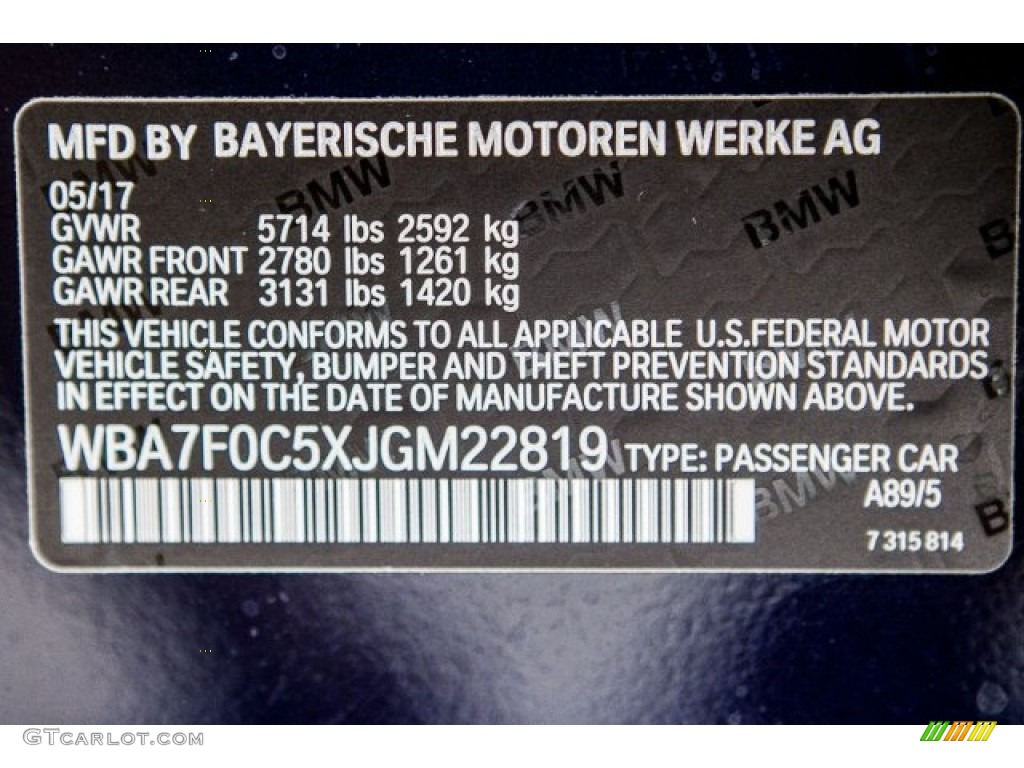 MFD BY BAYERISCHE MOTOREN WERKE AG
05/17
GVWR 5714 lbs 2592 kg
GAWR FRONT 2780 lbs 1261 kg
GAWR REAR 3131 lbs 1420 kg
THIS VEHICLE CONFORMS TO ALL APPLICABLE U.S.FEDERAL MOTOR
VEHICLE SAFETY, BUMPER AND THEFT PREVENTION STANDARDS
IN EFFECT ON THE DATE OF MANUFACTURE SHOWN ABOVE.
WBA7F0C5XJGM22819 TYPE: PASSENGER CAR
A89/5
7 315 814
BMW BMW BMW
BMW
GTCARLOT.COM